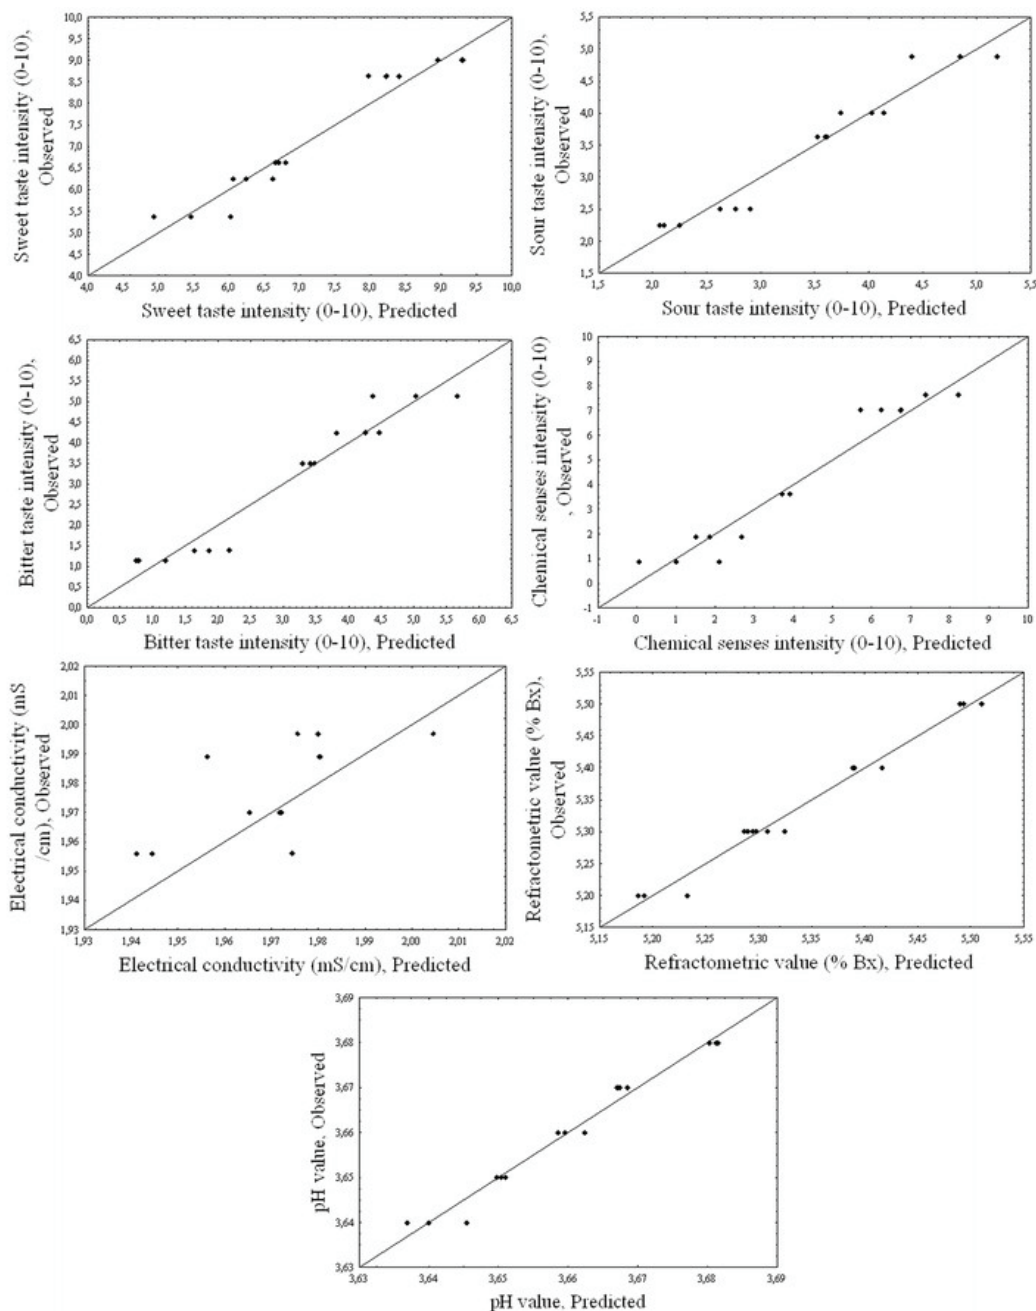 Sweet taste intensity (0-10),
Observed
10,0
9,5
9,0
8,5
8,0
7,5
7,0
6,5
6,0
5,5
5,0
4,5
4,0
4,0 4,5 5,0 5,5 6,0 6,5 7,0 7,5 8,0 8,5 9,0 9,5 10,0
Sweet taste intensity (0-10), Predicted
Sour taste intensity (0-10),
Observed
5,5
5,0
4,5
4,0
3,5
3,0
2,5
2,0
1,5
1,5 2,0 2,5 3,0 3,5 4,0 4,5 5,0 5,5
Sour taste intensity (0-10), Predicted
Bitter taste intensity (0-10),
Observed
6,5
6,0
5,5
5,0
4,5
4,0
3,5
3,0
2,5
2,0
1,5
1,0
0,5
0,0
0,0 0,5 1,0 1,5 2,0 2,5 3,0 3,5 4,0 4,5 5,0 5,5 6,0 6,5
Bitter taste intensity (0-10), Predicted
Chemical senses intensity (0-10)
, Observed
10
9
8
7
6
5
4
3
2
1
0
-1
-1 0 1 2 3 4 5 6 7 8 9 10
Chemical senses intensity (0-10), Predicted
Electrical conductivity (mS
/cm), Observed
2,02
2,01
2,00
1,99
1,98
1,97
1,96
1,95
1,94
1,93
1,93 1,94 1,95 1,96 1,97 1,98 1,99 2,00 2,01 2,02
Electrical conductivity (mS/cm), Predicted
Refractometric value (% Bx),
Observed
5,55
5,50
5,45
5,40
5,35
5,30
5,25
5,20
5,15
5,15 5,20 5,25 5,30 5,35 5,40 5,45 5,50 5,55
Refractometric value (% Bx), Predicted
pH value, Observed
3,69
3,68
3,67
3,66
3,65
3,64
3,63
3,63 3,64 3,65 3,66 3,67 3,68 3,69
pH value, Predicted